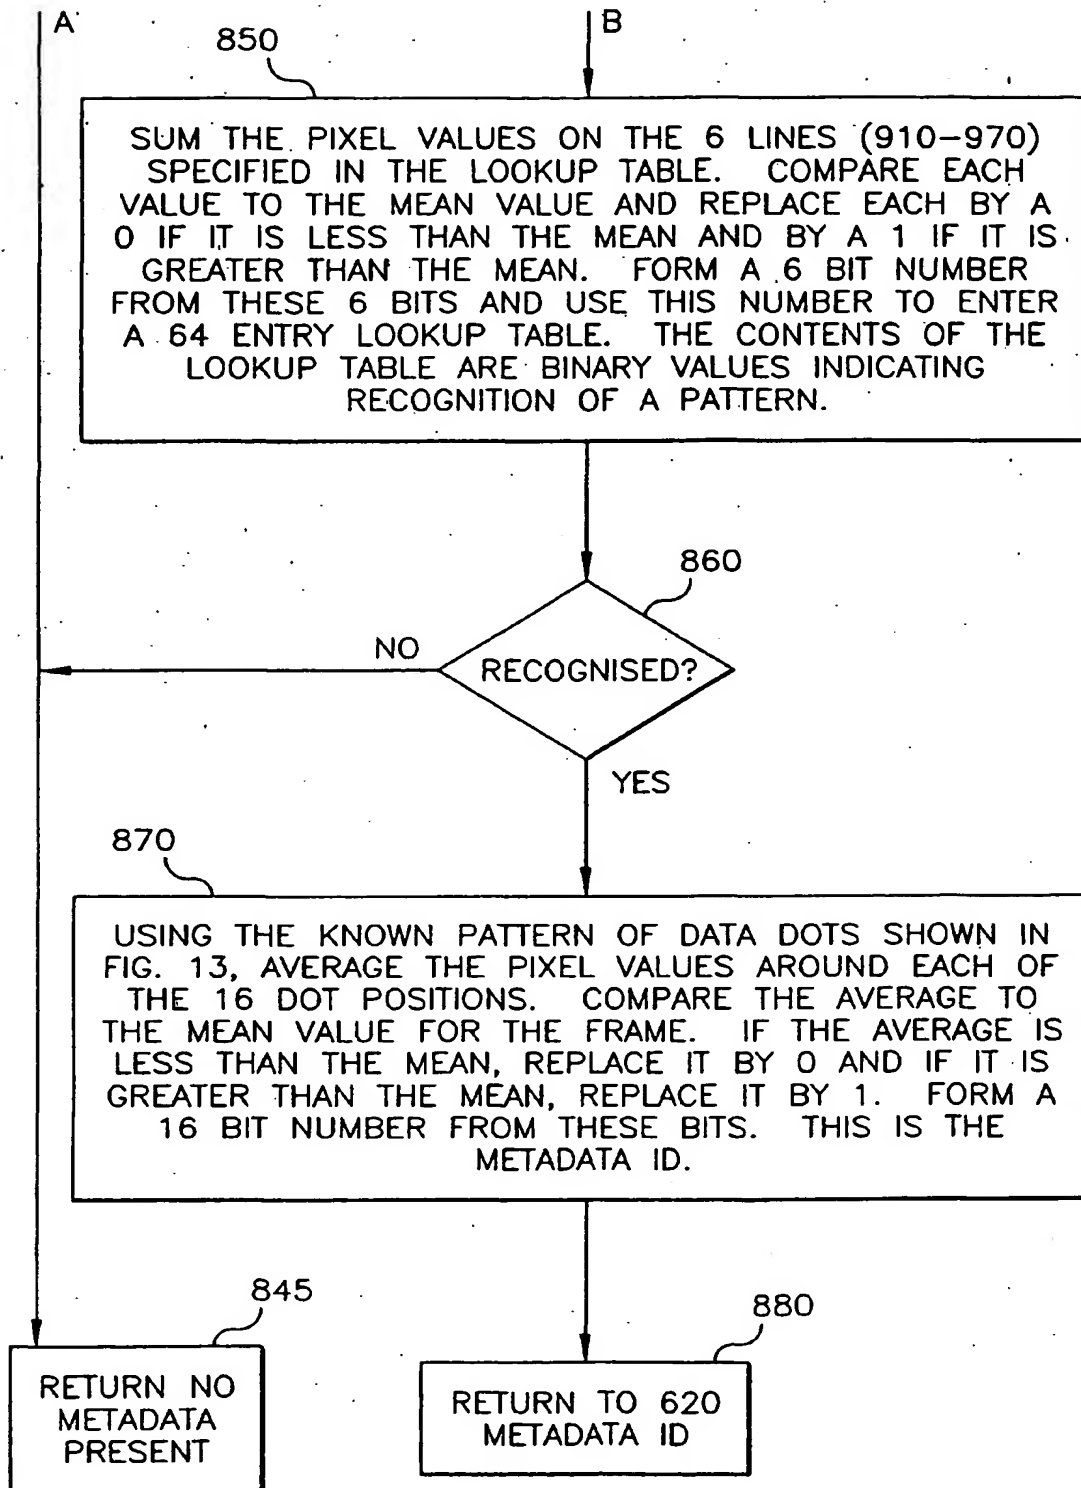 A
B
850
SUM THE PIXEL VALUES ON THE 6 LINES (910–970)
SPECIFIED IN THE LOOKUP TABLE. COMPARE EACH
VALUE TO THE MEAN VALUE AND REPLACE EACH BY A
0 IF IT IS LESS THAN THE MEAN AND BY A 1 IF IT IS
GREATER THAN THE MEAN. FORM A 6 BIT NUMBER
FROM THESE 6 BITS AND USE THIS NUMBER TO ENTER
A 64 ENTRY LOOKUP TABLE. THE CONTENTS OF THE
LOOKUP TABLE ARE BINARY VALUES INDICATING
RECOGNITION OF A PATTERN.
860
NO
RECOGNISED?
YES
870
USING THE KNOWN PATTERN OF DATA DOTS SHOWN IN
FIG. 13, AVERAGE THE PIXEL VALUES AROUND EACH OF
THE 16 DOT POSITIONS. COMPARE THE AVERAGE TO
THE MEAN VALUE FOR THE FRAME. IF THE AVERAGE IS
LESS THAN THE MEAN, REPLACE IT BY 0 AND IF IT IS
GREATER THAN THE MEAN, REPLACE IT BY 1. FORM A
16 BIT NUMBER FROM THESE BITS. THIS IS THE
METADATA ID.
845
RETURN NO
METADATA
PRESENT
880
RETURN TO 620
METADATA ID